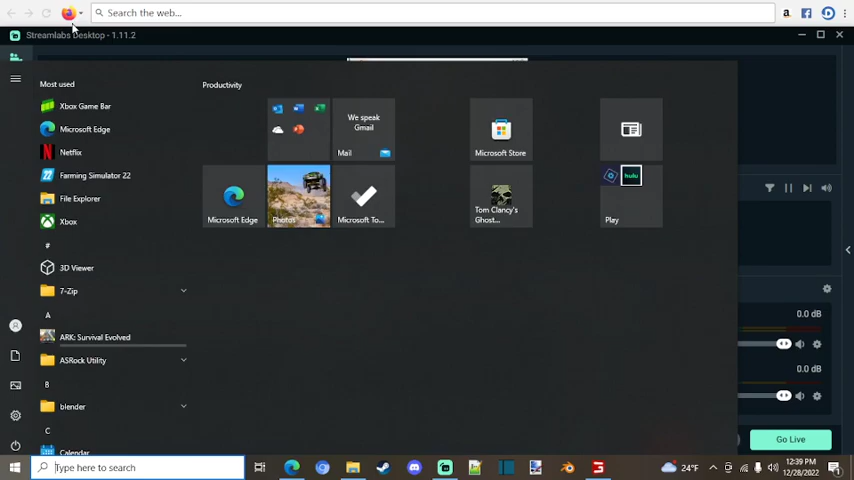 Search the web...
Streamlabs Desktop - 1.11.2
Most used
Xbox Game Bar
Microsoft Edge
Netflix
Farming Simulator 22
File Explorer
Xbox
#
3D Viewer
7-Zip
A
ARK: Survival Evolved
ASRock Utility
B
blender
C
Calendar
Productivity
We speak
Gmail
Mail
Microsoft Store
Microsoft Edge
Photos
Microsoft To...
Tom Clancy's
Ghost...
hulu
Play
0.0 dB
0.0 dB
Go Live
Type here to search
24°F
12:39 PM
12/28/2022
1